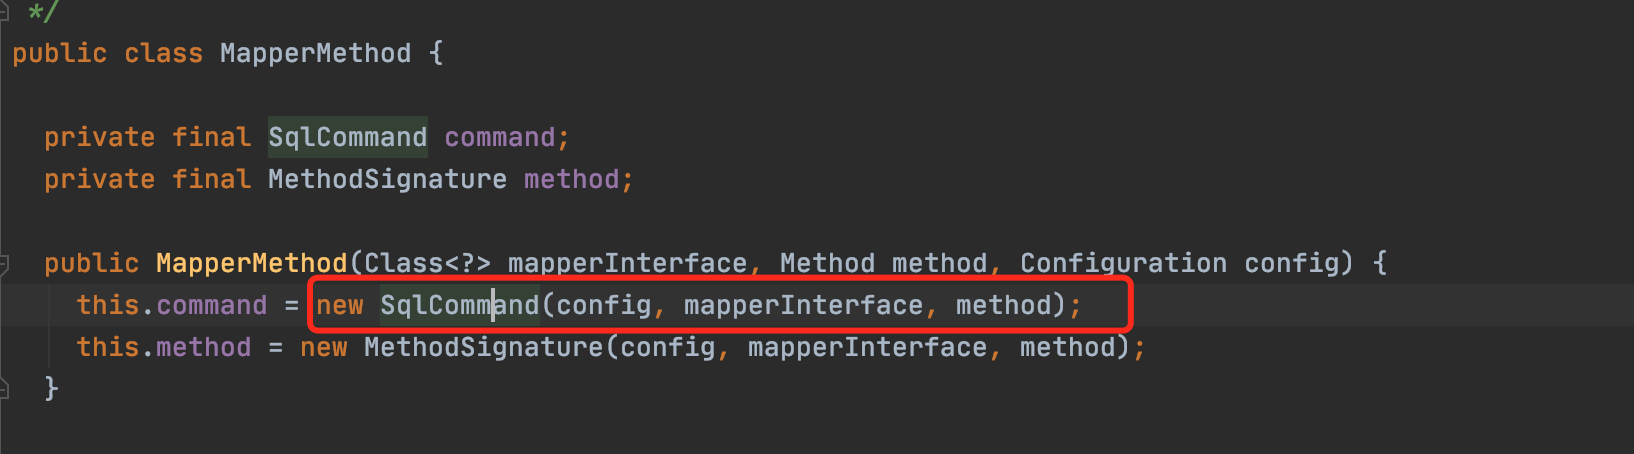 */
public class MapperMethod {
private final SqlCommand command;
private final MethodSignature method;
public MapperMethod(Class<?> mapperInterface, Method method, Configuration config) {
this.command = new SqlCommand(config, mapperInterface, method);
this.method = new MethodSignature(config, mapperInterface, method);
}